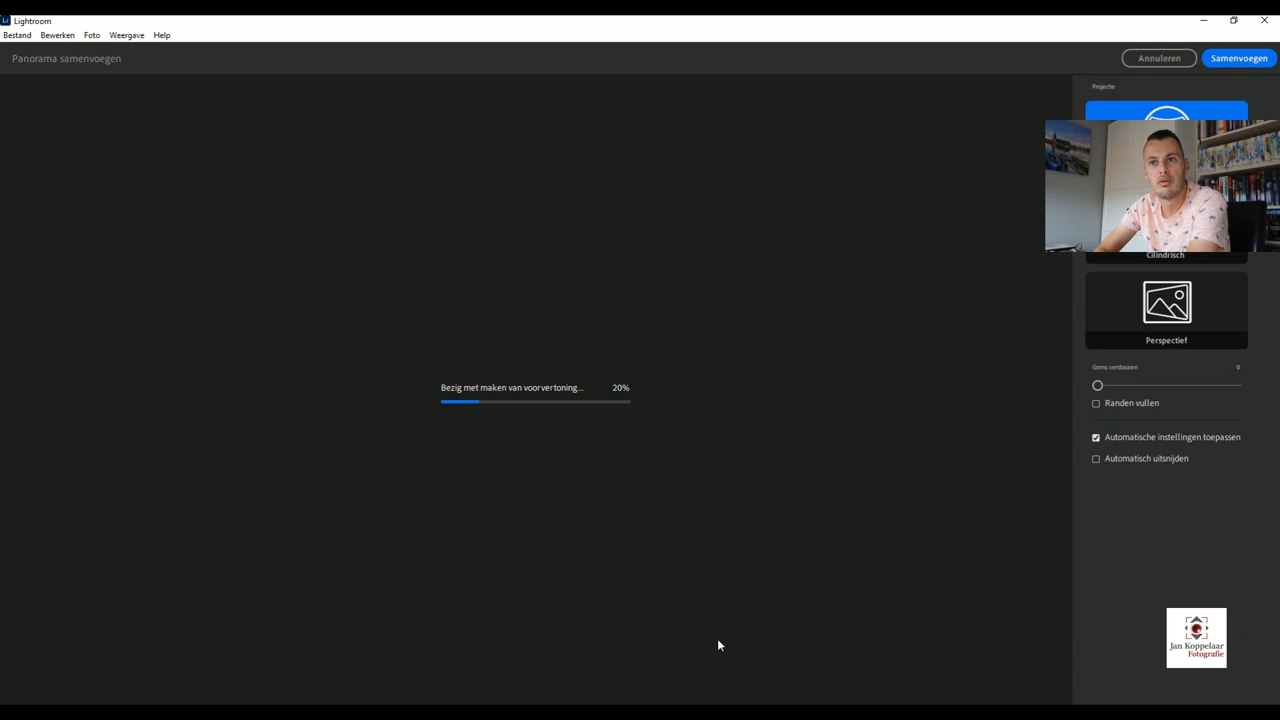 Lightroom
Bestand Bewerken Foto Weergave Help
Panorama samenvoegen
Annuleren
Samenvoegen
Projectie
Cilindrisch
Perspectief
Grens verdraaien 0
Randen vullen
Automatische instellingen toepassen
Automatisch uitsnijden
Bezig met maken van voorvertoning... 20%
Jan Koppelaar
Fotografie